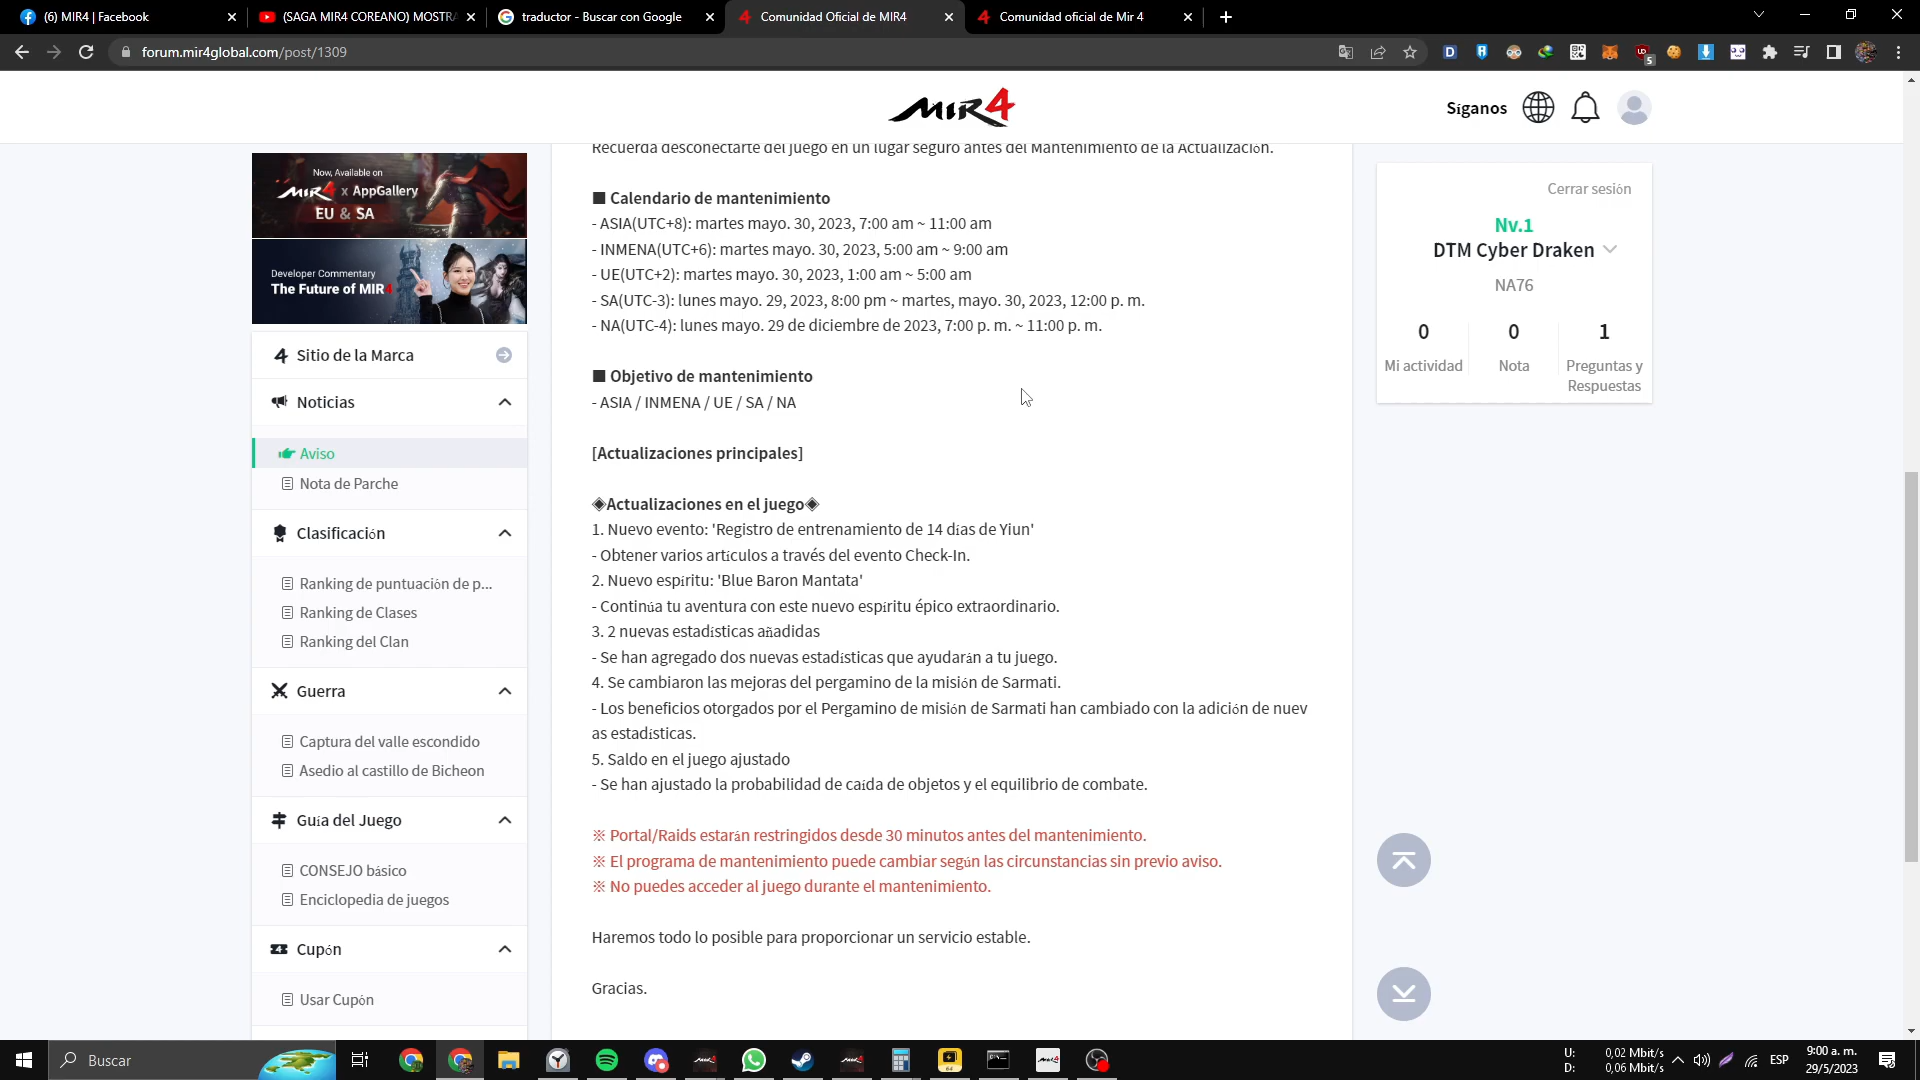 (6) MIR4 | Facebook
(SAGA MIR4 COREANO) MOSTRA
traductor - Buscar con Google
Comunidad Oficial de MIR4
Comunidad oficial de Mir 4
forum.mir4global.com/post/1309
5
MIR4
Síganos
Now, Available on
MIR4 x AppGallery
EU & SA
Developer Commentary
The Future of MIR4
4 Sitio de la Marca
Noticias
Aviso
Nota de Parche
Clasificación
Ranking de puntuación de p...
Ranking de Clases
Ranking del Clan
Guerra
Captura del valle escondido
Asedio al castillo de Bicheon
Guía del Juego
CONSEJO básico
Enciclopedia de juegos
Cupón
Usar Cupón
Recuerda desconectarte del juego en un lugar seguro antes del Mantenimiento de la Actualización.
■ Calendario de mantenimiento
- ASIA(UTC+8): martes mayo. 30, 2023, 7:00 am ~ 11:00 am
- INMENA(UTC+6): martes mayo. 30, 2023, 5:00 am ~ 9:00 am
- UE(UTC+2): martes mayo. 30, 2023, 1:00 am ~ 5:00 am
- SA(UTC-3): lunes mayo. 29, 2023, 8:00 pm ~ martes, mayo. 30, 2023, 12:00 p. m.
- NA(UTC-4): lunes mayo. 29 de diciembre de 2023, 7:00 p. m. ~ 11:00 p. m.
■ Objetivo de mantenimiento
- ASIA / INMENA / UE / SA / NA
[Actualizaciones principales]
◈Actualizaciones en el juego◈
1. Nuevo evento: 'Registro de entrenamiento de 14 días de Yiun'
- Obtener varios artículos a través del evento Check-In.
2. Nuevo espíritu: 'Blue Baron Mantata'
- Continúa tu aventura con este nuevo espíritu épico extraordinario.
3. 2 nuevas estadísticas añadidas
- Se han agregado dos nuevas estadísticas que ayudarán a tu juego.
4. Se cambiaron las mejoras del pergamino de la misión de Sarmati.
- Los beneficios otorgados por el Pergamino de misión de Sarmati han cambiado con la adición de nuev
as estadísticas.
5. Saldo en el juego ajustado
- Se han ajustado la probabilidad de caída de objetos y el equilibrio de combate.
※ Portal/Raids estarán restringidos desde 30 minutos antes del mantenimiento.
※ El programa de mantenimiento puede cambiar según las circunstancias sin previo aviso.
※ No puedes acceder al juego durante el mantenimiento.
Haremos todo lo posible para proporcionar un servicio estable.
Gracias.
Cerrar sesión
Nv.1
DTM Cyber Draken
NA76
0
0
1
Mi actividad
Nota
Preguntas y
Respuestas
Buscar
U: 0,02 Mbit/s
D: 0,06 Mbit/s
ESP
9:00 a. m.
29/5/2023